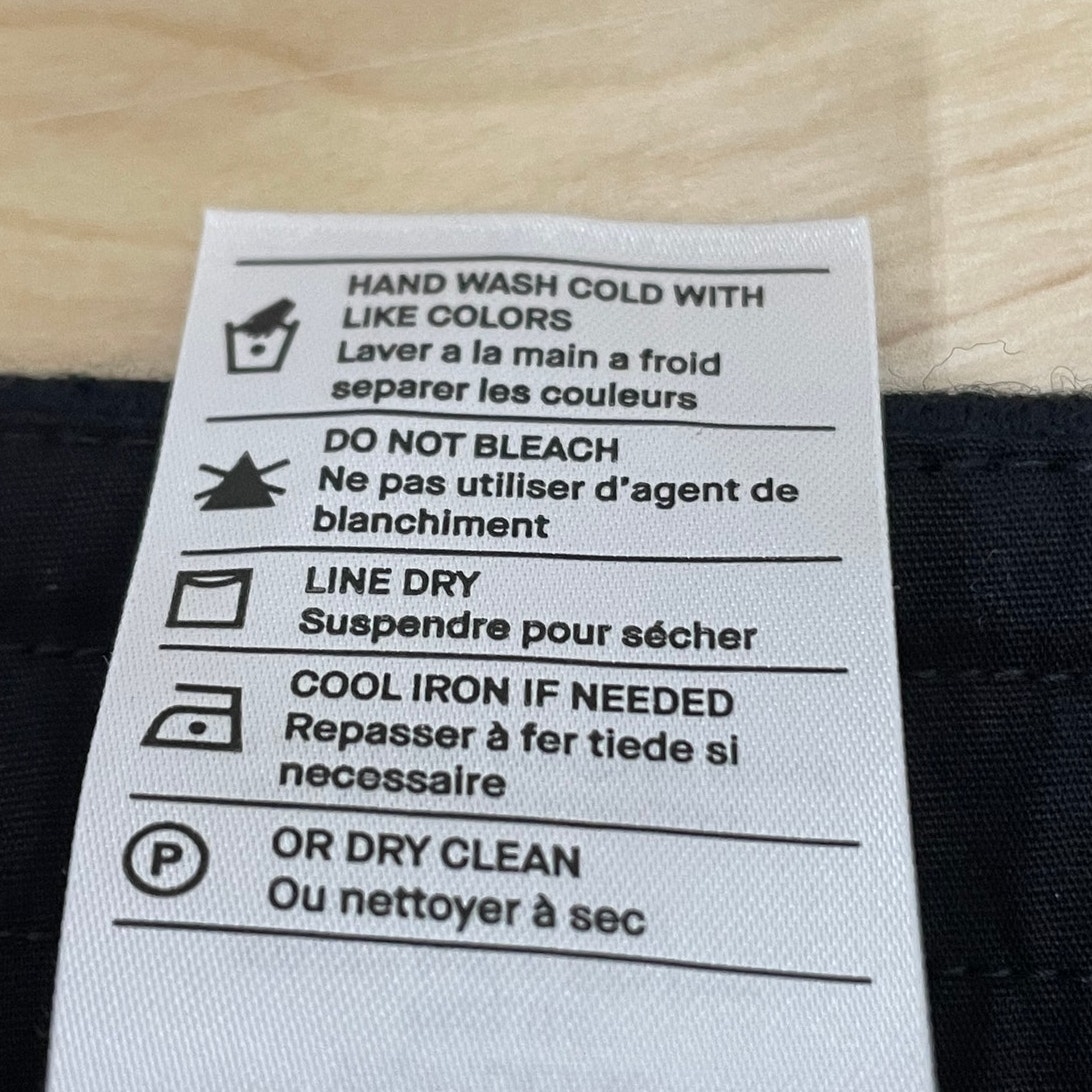 HAND WASH COLD WITH
LIKE COLORS
Laver a la main a froid
separer les couleurs
DO NOT BLEACH
Ne pas utiliser d'agent de
blanchiment
LINE DRY
Suspendre pour sécher
COOL IRON IF NEEDED
Repasser à fer tiede si
necessaire
P
OR DRY CLEAN
Ou nettoyer à sec